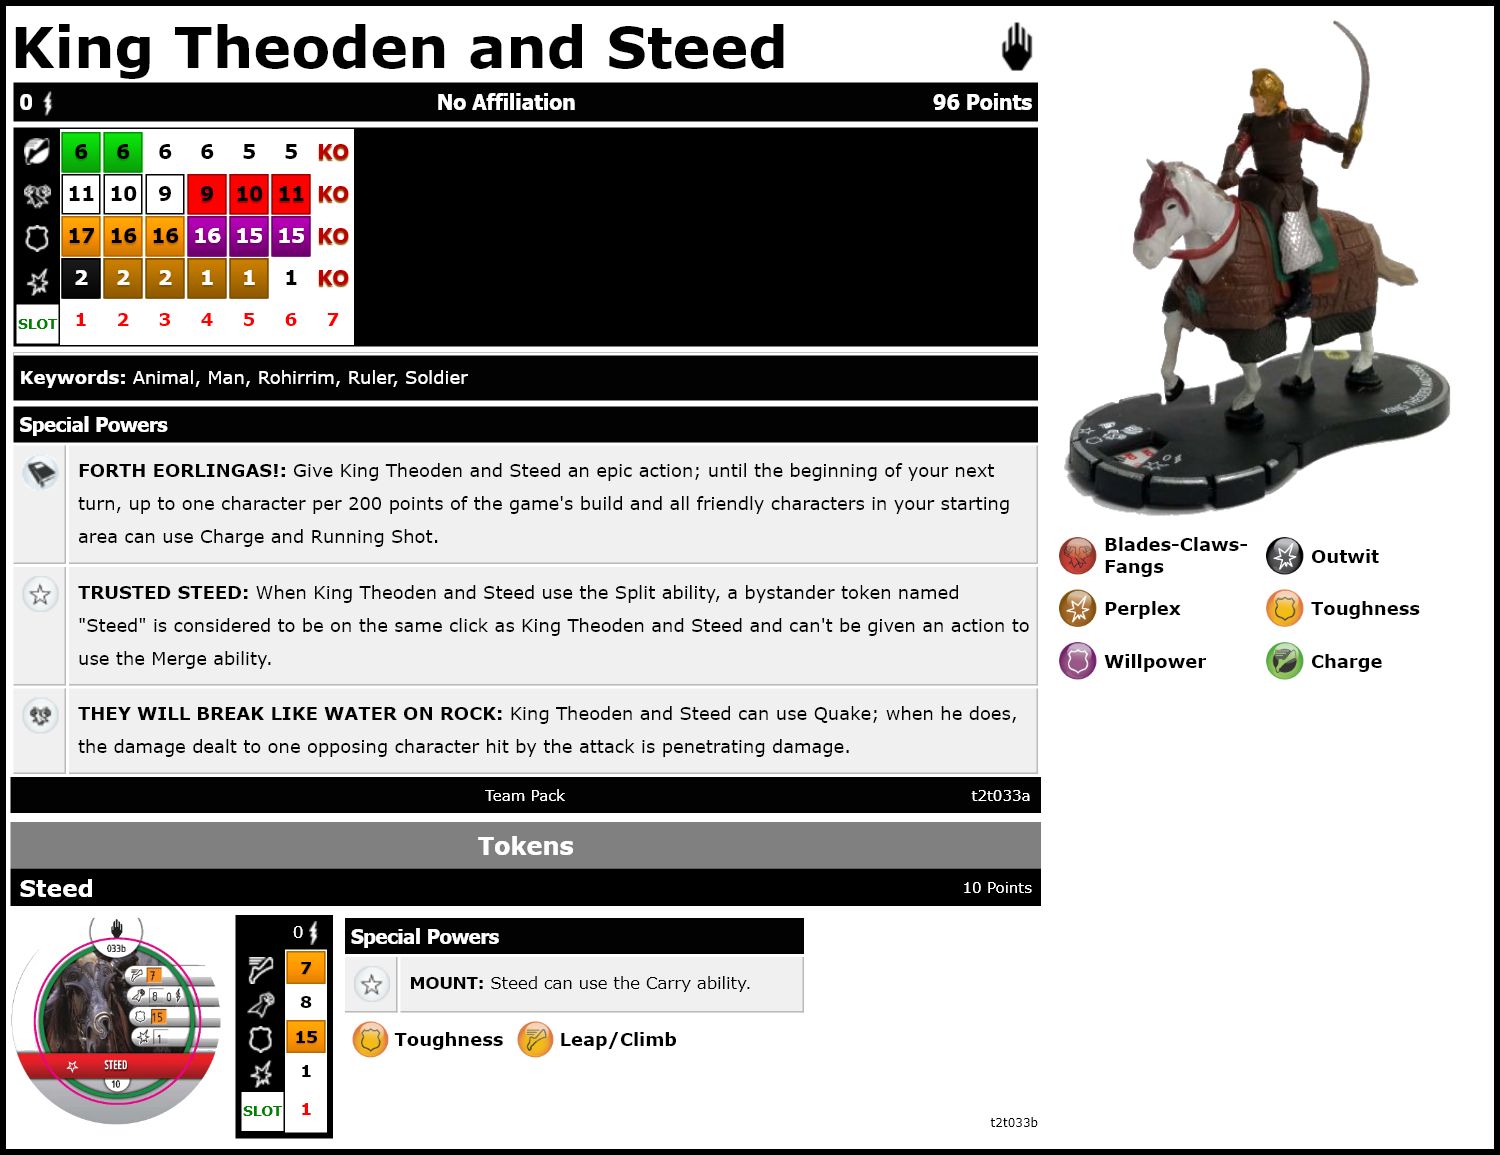 King Theoden and Steed
0 No Affiliation 96 Points
6 6 6 6 5 5 KO
11 10 9 9 10 11 KO
17 16 16 16 15 15 KO
2 2 2 1 1 1 KO
SLOT 1 2 3 4 5 6 7
Keywords: Animal, Man, Rohirrim, Ruler, Soldier
Special Powers
FORTH EORLINGAS!: Give King Theoden and Steed an epic action; until the beginning of your next
turn, up to one character per 200 points of the game's build and all friendly characters in your starting
area can use Charge and Running Shot.
TRUSTED STEED: When King Theoden and Steed use the Split ability, a bystander token named
"Steed" is considered to be on the same click as King Theoden and Steed and can't be given an action to
use the Merge ability.
THEY WILL BREAK LIKE WATER ON ROCK: King Theoden and Steed can use Quake; when he does,
the damage dealt to one opposing character hit by the attack is penetrating damage.
Team Pack t2t033a
Blades-Claws-
Fangs
Outwit
Perplex
Toughness
Willpower
Charge
Tokens
Steed 10 Points
033b
7
8 0
15
1
STEED
10
0
7
8
15
1
SLOT 1
Special Powers
MOUNT: Steed can use the Carry ability.
Toughness Leap/Climb
t2t033b